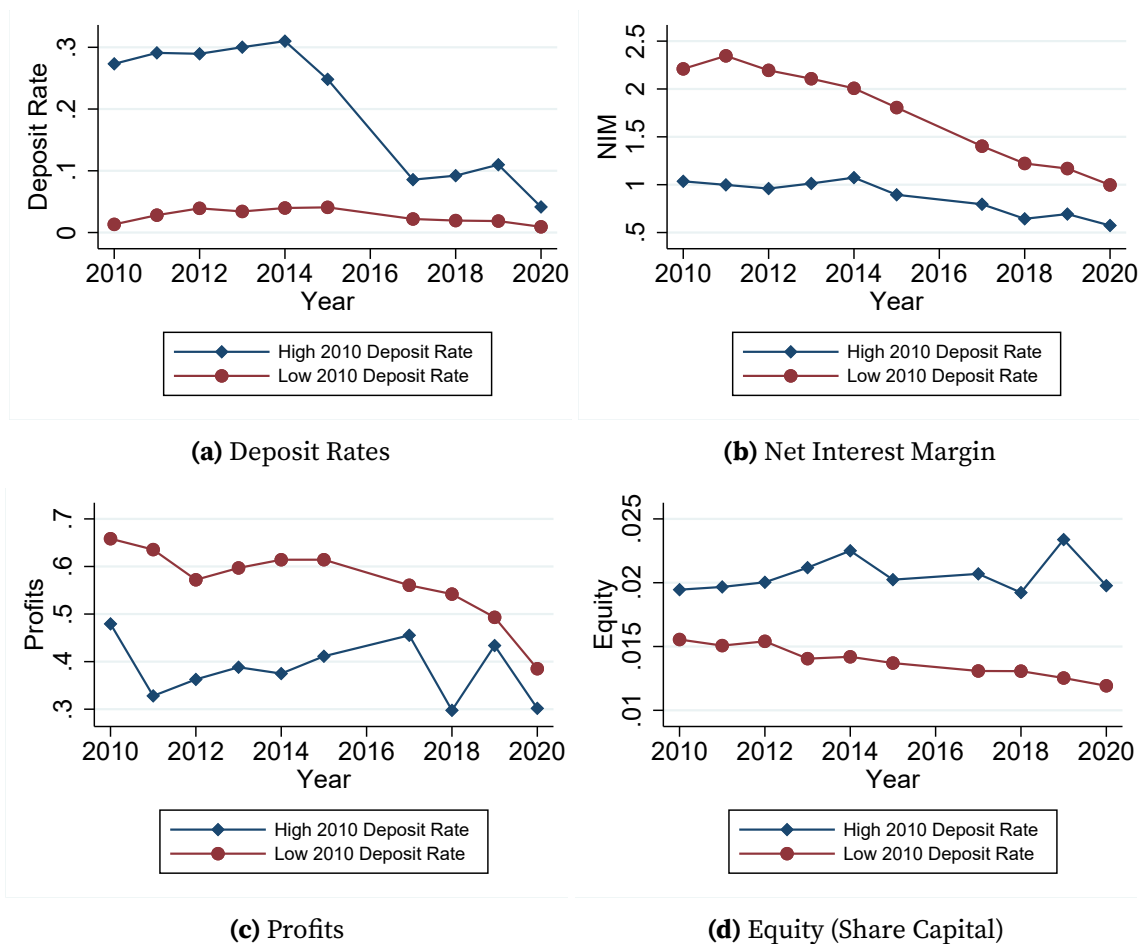 Deposit Rate
.3
.2
.1
0
2010 2012 2014 2016 2018 2020
Year
High 2010 Deposit Rate
Low 2010 Deposit Rate
(a) Deposit Rates
NIM
2.5
2
1.5
1
.5
2010 2012 2014 2016 2018 2020
Year
High 2010 Deposit Rate
Low 2010 Deposit Rate
(b) Net Interest Margin
Profits
.7
.6
.5
.4
.3
2010 2012 2014 2016 2018 2020
Year
High 2010 Deposit Rate
Low 2010 Deposit Rate
(c) Profits
Equity
.025
.02
.015
.01
2010 2012 2014 2016 2018 2020
Year
High 2010 Deposit Rate
Low 2010 Deposit Rate
(d) Equity (Share Capital)